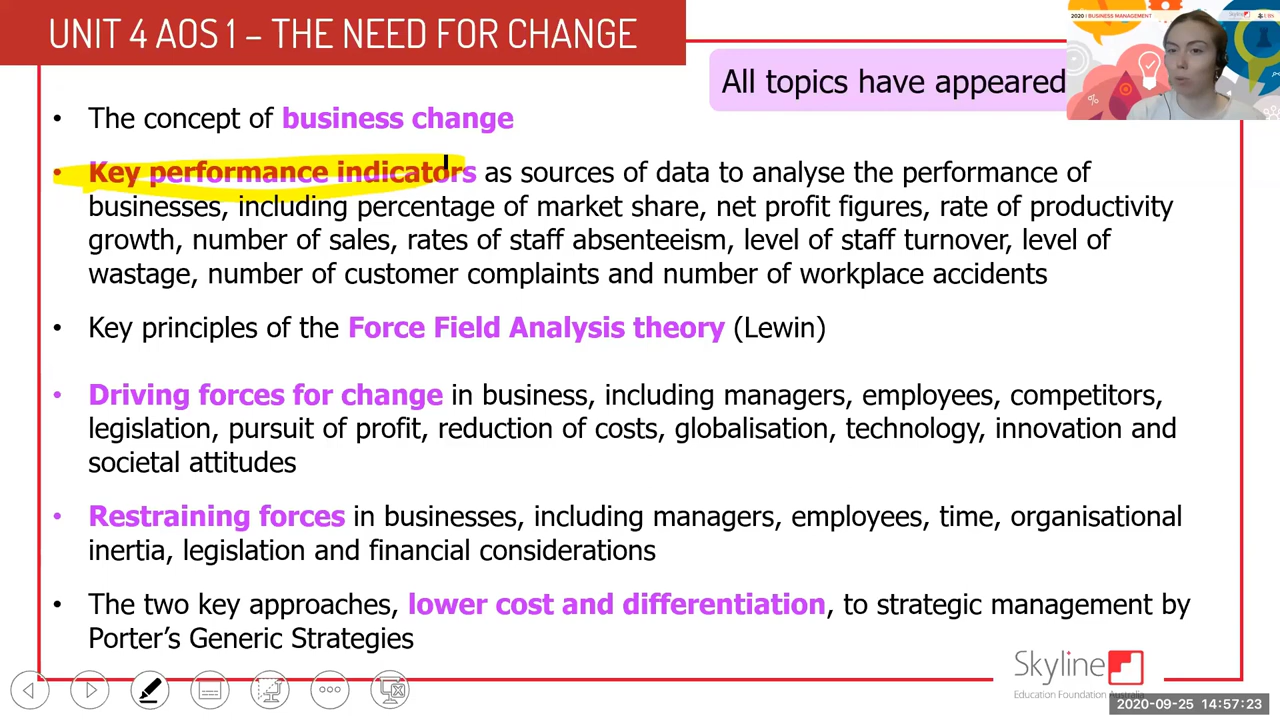 UNIT 4 AOS 1 – THE NEED FOR CHANGE
2020 | BUSINESS MANAGEMENT
All topics have appeared
• The concept of business change
• Key performance indicators as sources of data to analyse the performance of
businesses, including percentage of market share, net profit figures, rate of productivity
growth, number of sales, rates of staff absenteeism, level of staff turnover, level of
wastage, number of customer complaints and number of workplace accidents
• Key principles of the Force Field Analysis theory (Lewin)
• Driving forces for change in business, including managers, employees, competitors,
legislation, pursuit of profit, reduction of costs, globalisation, technology, innovation and
societal attitudes
• Restraining forces in businesses, including managers, employees, time, organisational
inertia, legislation and financial considerations
• The two key approaches, lower cost and differentiation, to strategic management by
Porter's Generic Strategies
Skyline
Education Foundation Australia
2020-09-25 14:57:23